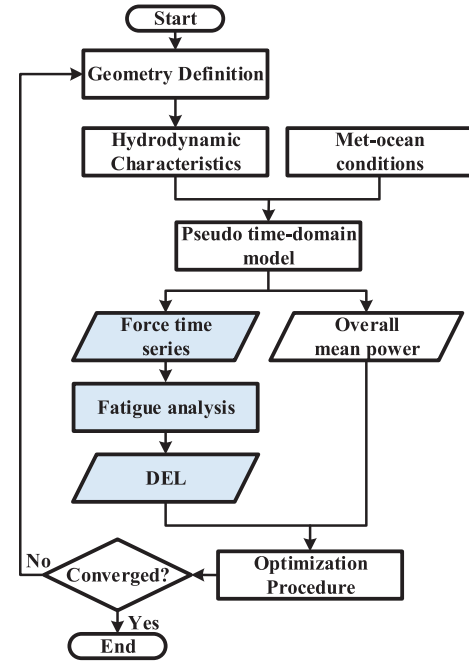 Start
Geometry Definition
Hydrodynamic
Characteristics
Met-ocean
conditions
Pseudo time-domain
model
Force time
series
Overall
mean power
Fatigue analysis
DEL
Optimization
Procedure
No
Converged?
Yes
End